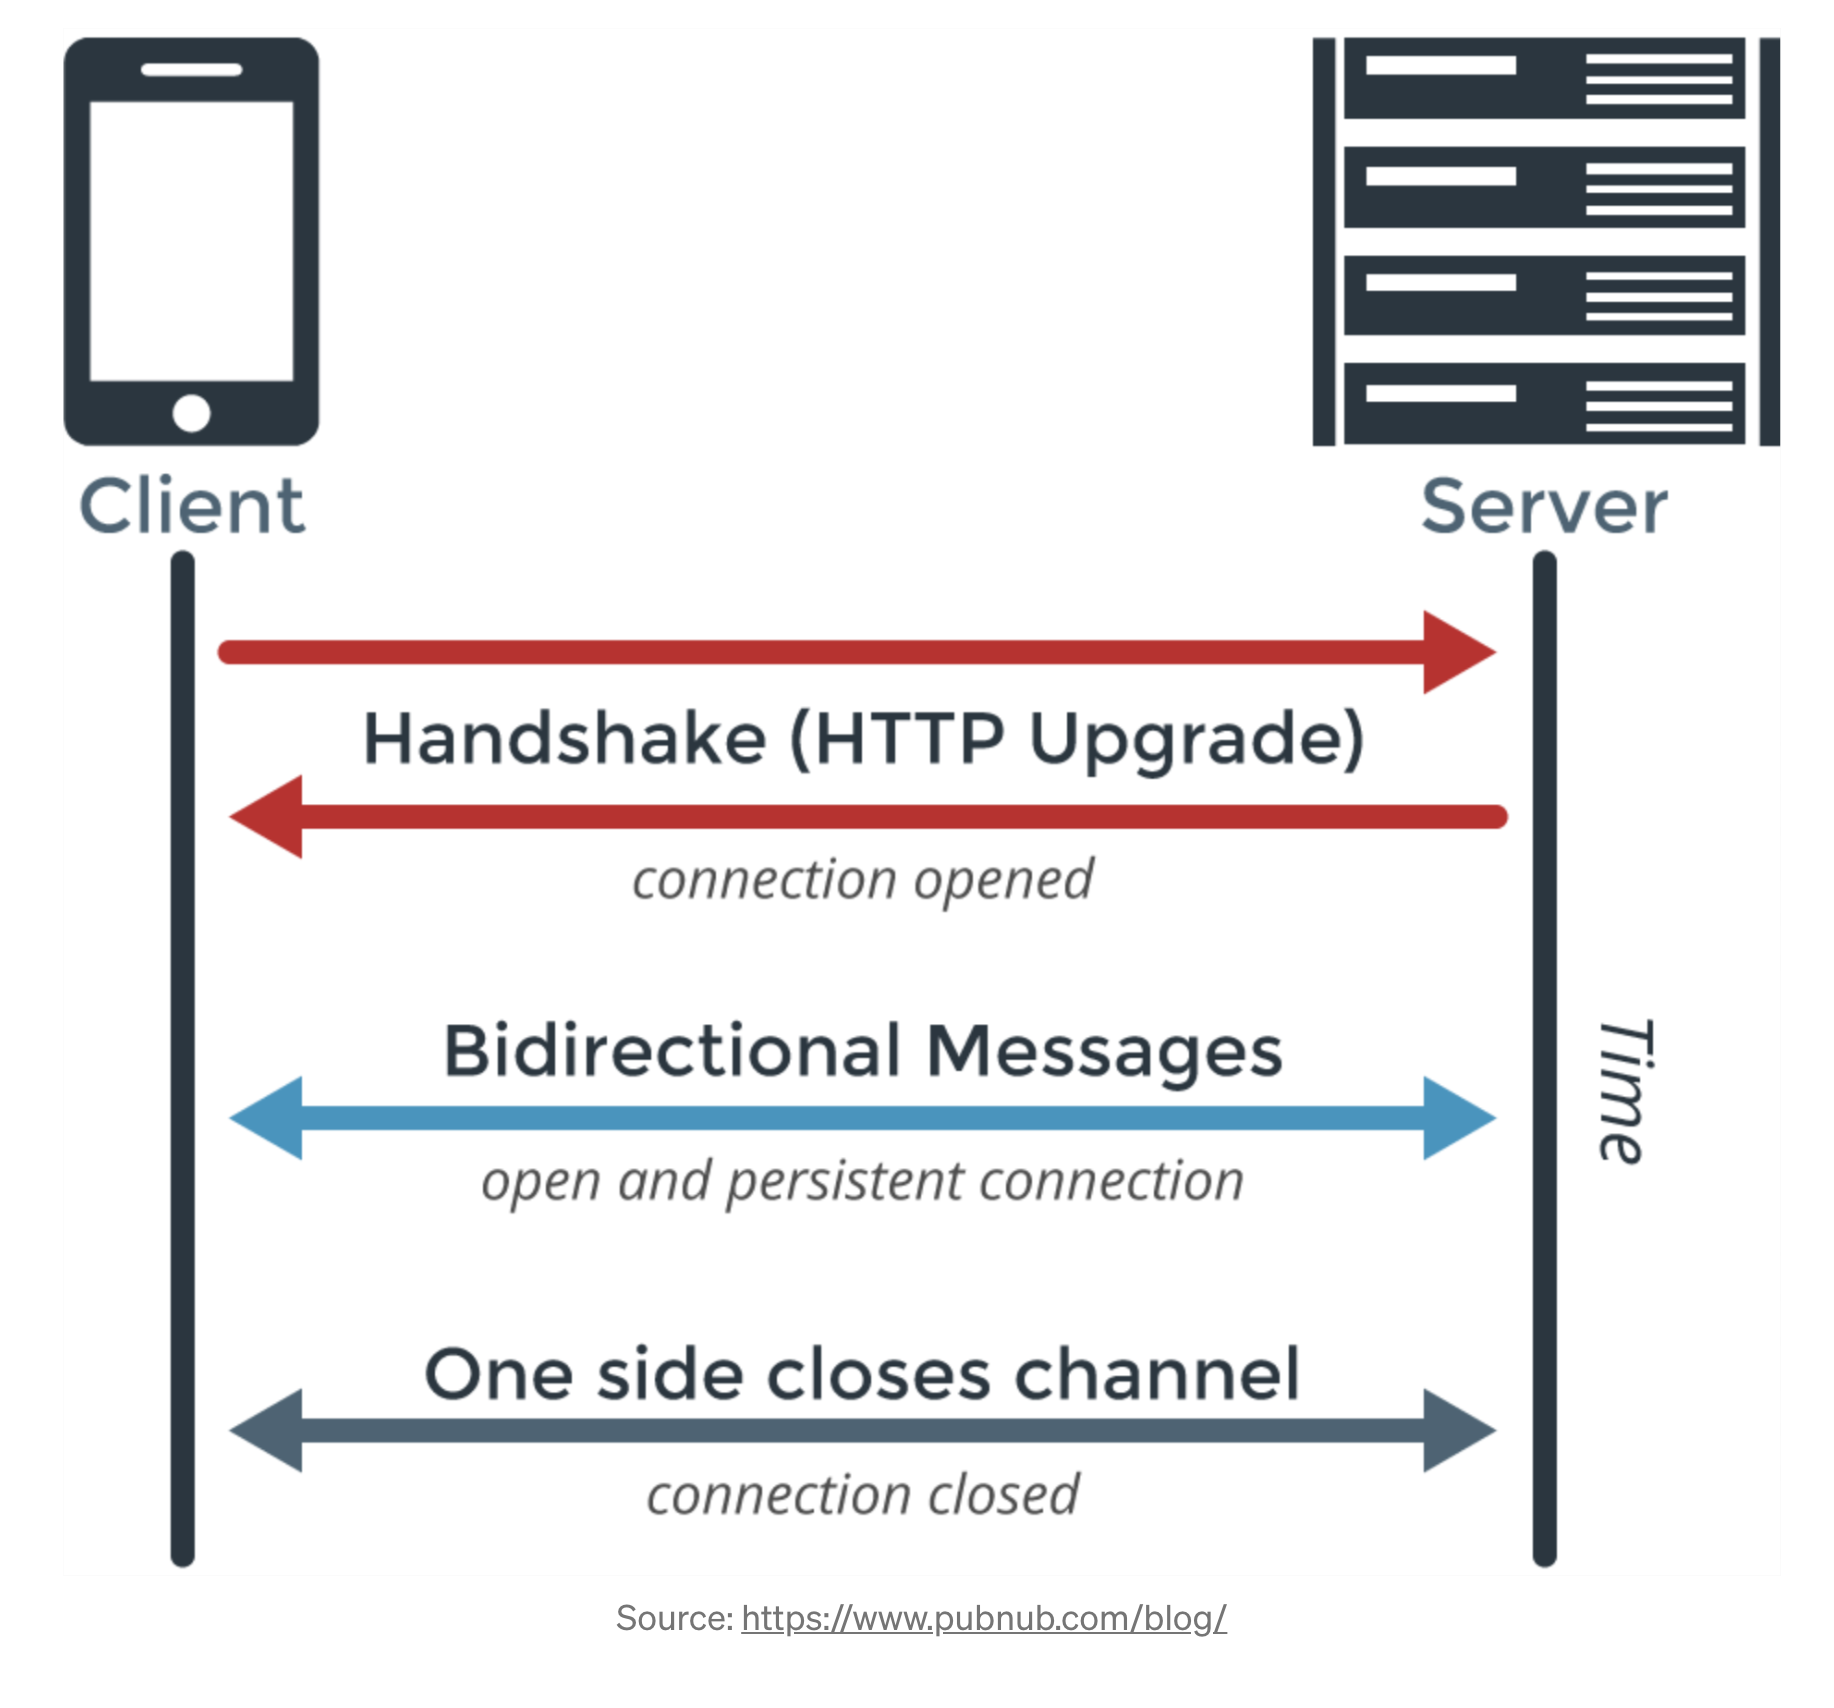 Client
Server
Handshake (HTTP Upgrade)
connection opened
Bidirectional Messages
open and persistent connection
Time
One side closes channel
connection closed
Source: https://www.pubnub.com/blog/